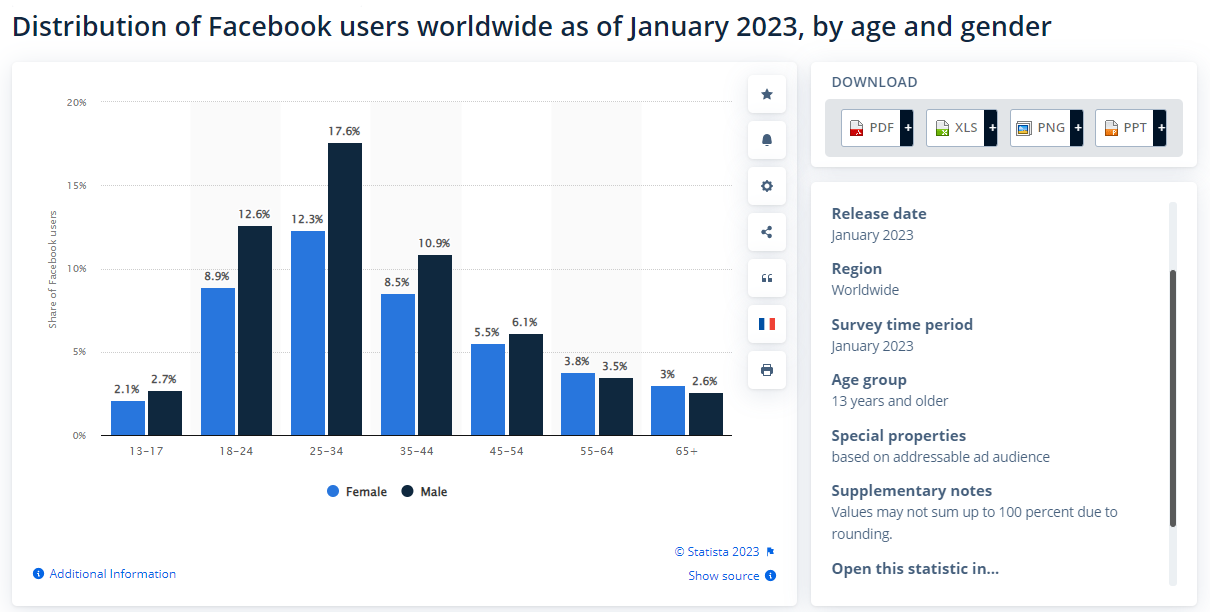 Distribution of Facebook users worldwide as of January 2023, by age and gender
20%
15%
10%
5%
0%
Share of Facebook users
2.1%
2.7%
8.9%
12.6%
12.3%
17.6%
8.5%
10.9%
5.5%
6.1%
3.8%
3.5%
3%
2.6%
13-17
18-24
25-34
35-44
45-54
55-64
65+
Female
Male
© Statista 2023
Additional Information
Show source
DOWNLOAD
PDF +
XLS +
PNG +
PPT +
Release date
January 2023
Region
Worldwide
Survey time period
January 2023
Age group
13 years and older
Special properties
based on addressable ad audience
Supplementary notes
Values may not sum up to 100 percent due to
rounding.
Open this statistic in...